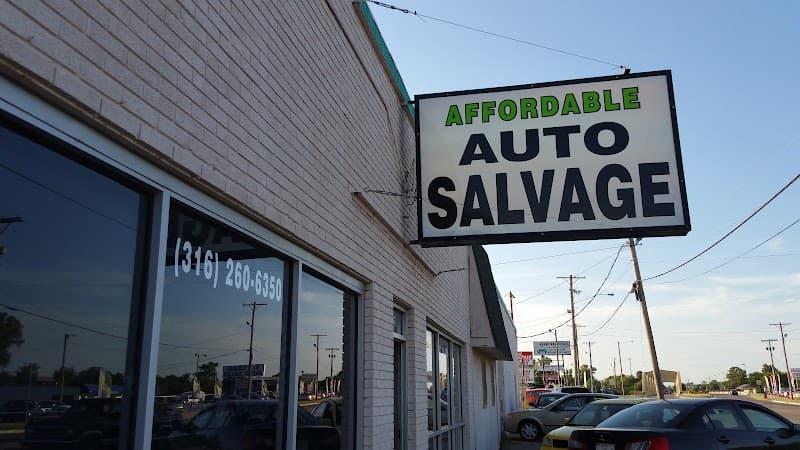 AFFORDABLE
AUTO
SALVAGE
(316) 260-6350